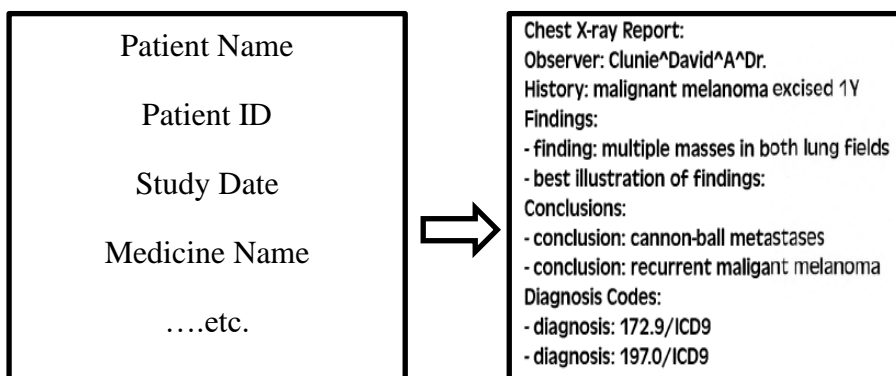 Patient Name
Patient ID
Study Date
Medicine Name
….etc.
Chest X-ray Report:
Observer: Clunie^David^A^Dr.
History: malignant melanoma excised 1Y
Findings:
- finding: multiple masses in both lung fields
- best illustration of findings:
Conclusions:
- conclusion: cannon-ball metastases
- conclusion: recurrent maligant melanoma
Diagnosis Codes:
- diagnosis: 172.9/ICD9
- diagnosis: 197.0/ICD9